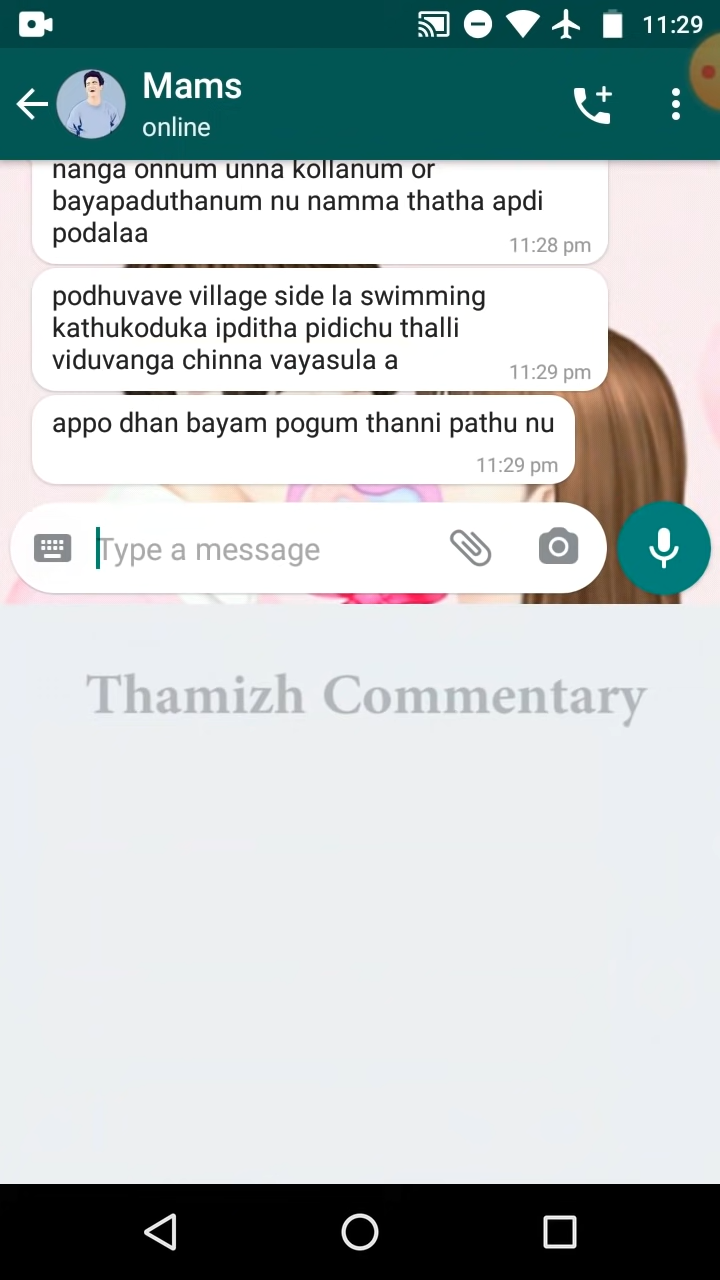 11:29
Mams
online
nanga onnum unna kollanum or
bayapaduthanum nu namma thatha apdi
podalaa
11:28 pm
podhuvave village side la swimming
kathukoduka ipditha pidichu thalli
viduvanga chinna vayasula a
11:29 pm
appo dhan bayam pogum thanni pathu nu
11:29 pm
Type a message
Thamizh Commentary